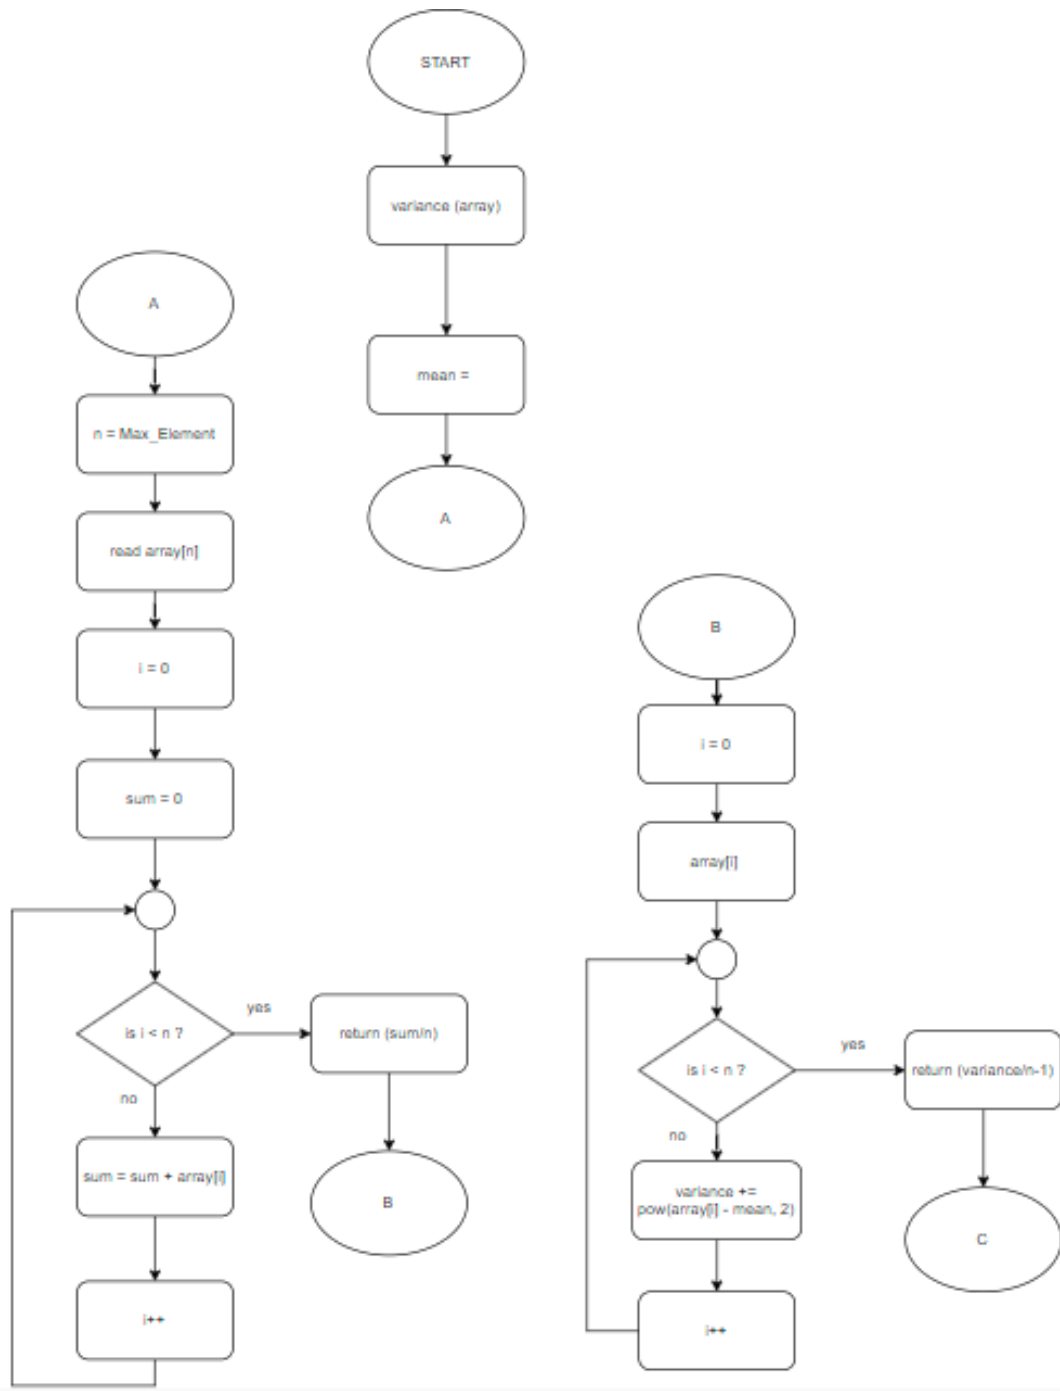 START
variance (array)
mean =
A
A
n = Max_Element
read array[n]
i = 0
sum = 0
is i < n ?
yes
return (sum/n)
B
no
sum = sum + array[i]
i++
B
i = 0
array[i]
is i < n ?
yes
return (variance/n-1)
C
no
variance +=
pow(array[i] - mean, 2)
i++